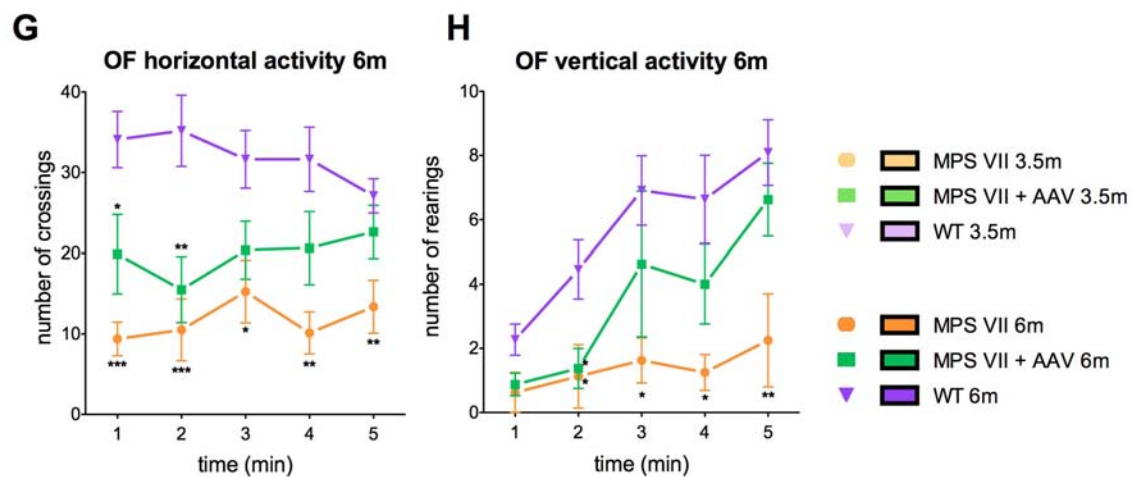 G
OF horizontal activity 6m
number of crossings
40
30
20
10
0
*
**
***
***
*
**
**
1 2 3 4 5
time (min)
H
OF vertical activity 6m
number of rearings
10
8
6
4
2
0
*
*
*
*
**
1 2 3 4 5
time (min)
MPS VII 3.5m
MPS VII + AAV 3.5m
WT 3.5m
MPS VII 6m
MPS VII + AAV 6m
WT 6m